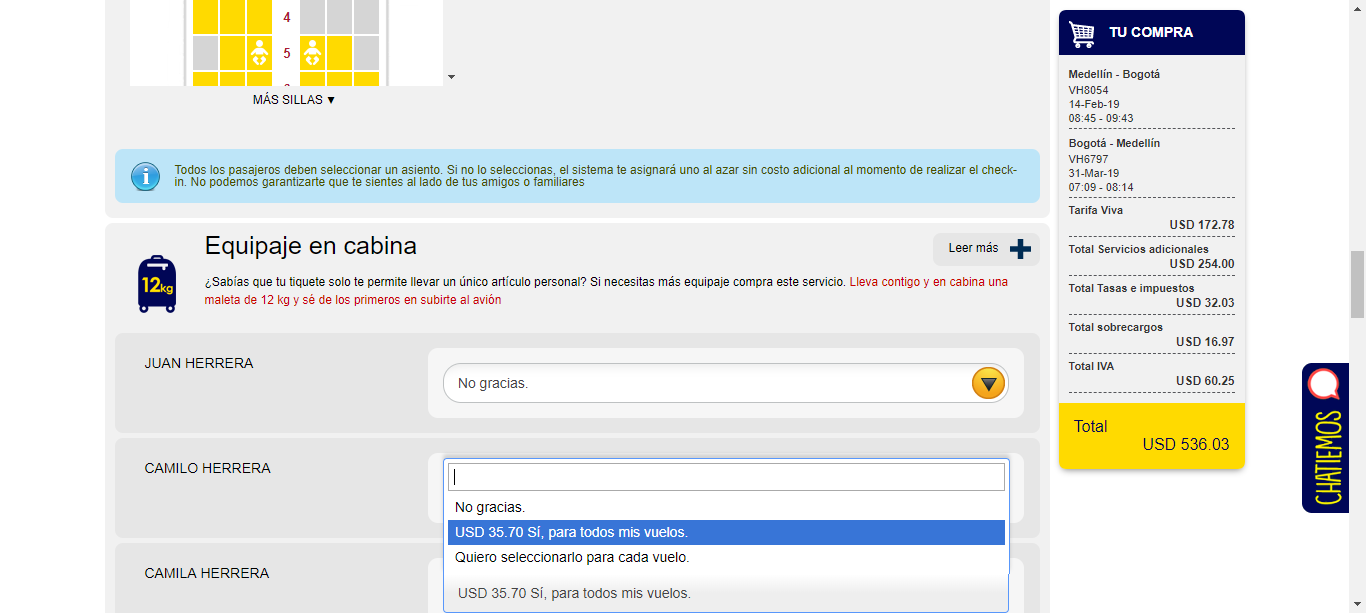 4
5
MÁS SILLAS ▼
Todos los pasajeros deben seleccionar un asiento. Si no lo seleccionas, el sistema te asignará uno al azar sin costo adicional al momento de realizar el check-
in. No podemos garantizarte que te sientes al lado de tus amigos o familiares
12kg
Equipaje en cabina
Leer más
¿Sabías que tu tiquete solo te permite llevar un único artículo personal? Si necesitas más equipaje compra este servicio. Lleva contigo y en cabina una
maleta de 12 kg y sé de los primeros en subirte al avión
JUAN HERRERA
No gracias.
CAMILO HERRERA
No gracias.
USD 35.70 Sí, para todos mis vuelos.
Quiero seleccionarlo para cada vuelo.
CAMILA HERRERA
USD 35.70 Sí, para todos mis vuelos.
TU COMPRA
Medellín - Bogotá
VH8054
14-Feb-19
08:45 - 09:43
Bogotá - Medellín
VH6797
31-Mar-19
07:09 - 08:14
Tarifa Viva
USD 172.78
Total Servicios adicionales
USD 254.00
Total Tasas e impuestos
USD 32.03
Total sobrecargos
USD 16.97
Total IVA
USD 60.25
Total
USD 536.03
CHATIEMOS